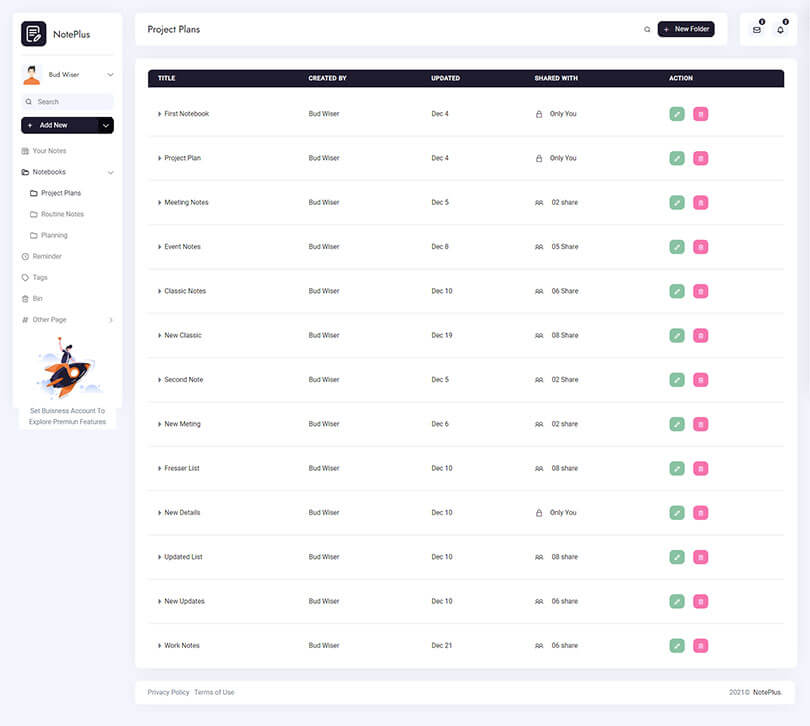 NotePlus
Bud Wiser
Search
+ Add New
Your Notes
Notebooks
Project Plans
Routine Notes
Planning
Reminder
Tags
Bin
Other Page
Set Buisness Account To
Explore Premiun Features
Project Plans
+ New Folder
TITLE CREATED BY UPDATED SHARED WITH ACTION
First Notebook Bud Wiser Dec 4 Only You
Project Plan Bud Wiser Dec 4 Only You
Meeting Notes Bud Wiser Dec 5 02 share
Event Notes Bud Wiser Dec 8 05 Share
Classic Notes Bud Wiser Dec 10 06 Share
New Classic Bud Wiser Dec 19 08 Share
Second Note Bud Wiser Dec 5 02 Share
New Meting Bud Wiser Dec 6 02 share
Fresser List Bud Wiser Dec 10 08 share
New Details Bud Wiser Dec 10 Only You
Updated List Bud Wiser Dec 10 08 share
New Updates Bud Wiser Dec 10 06 share
Work Notes Bud Wiser Dec 21 06 share
Privacy Policy Terms of Use 2021© NotePlus.